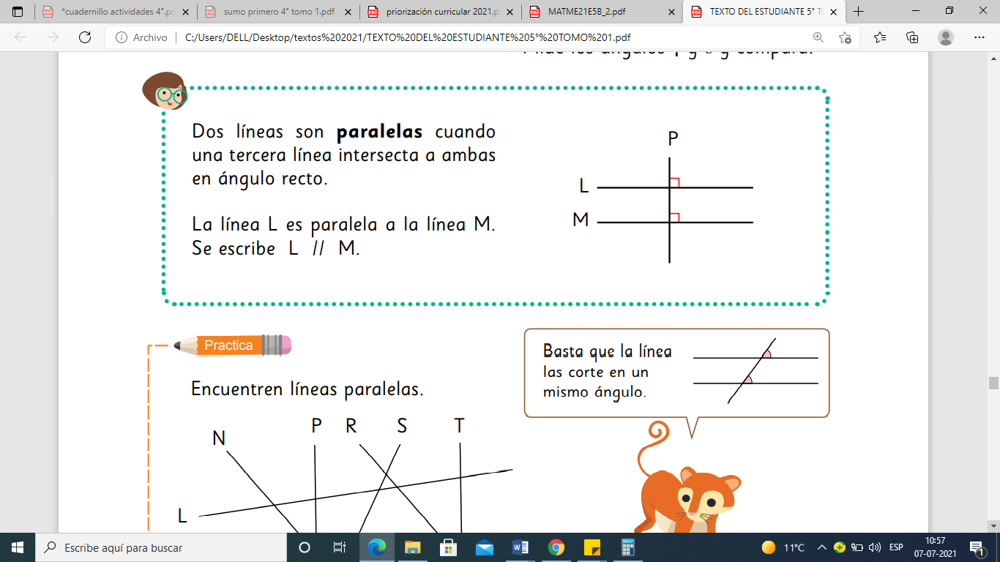 *cuadernillo actividades 4°.pd
sumo primero 4° tomo 1.pdf
priorización curricular 2021.p
MATME21E5B_2.pdf
TEXTO DEL ESTUDIANTE 5° T
Archivo
C:/Users/DELL/Desktop/textos%202021/TEXTO%20DEL%20ESTUDIANTE%205°%20TOMO%201.pdf
Dos líneas son paralelas cuando
una tercera línea intersecta a ambas
en ángulo recto.
La línea L es paralela a la línea M.
Se escribe L // M.
P
L
M
Practica
Encuentren líneas paralelas.
Basta que la línea
las corte en un
mismo ángulo.
N
P R S T
L
Escribe aquí para buscar
11°C
ESP
10:57
07-07-2021
1